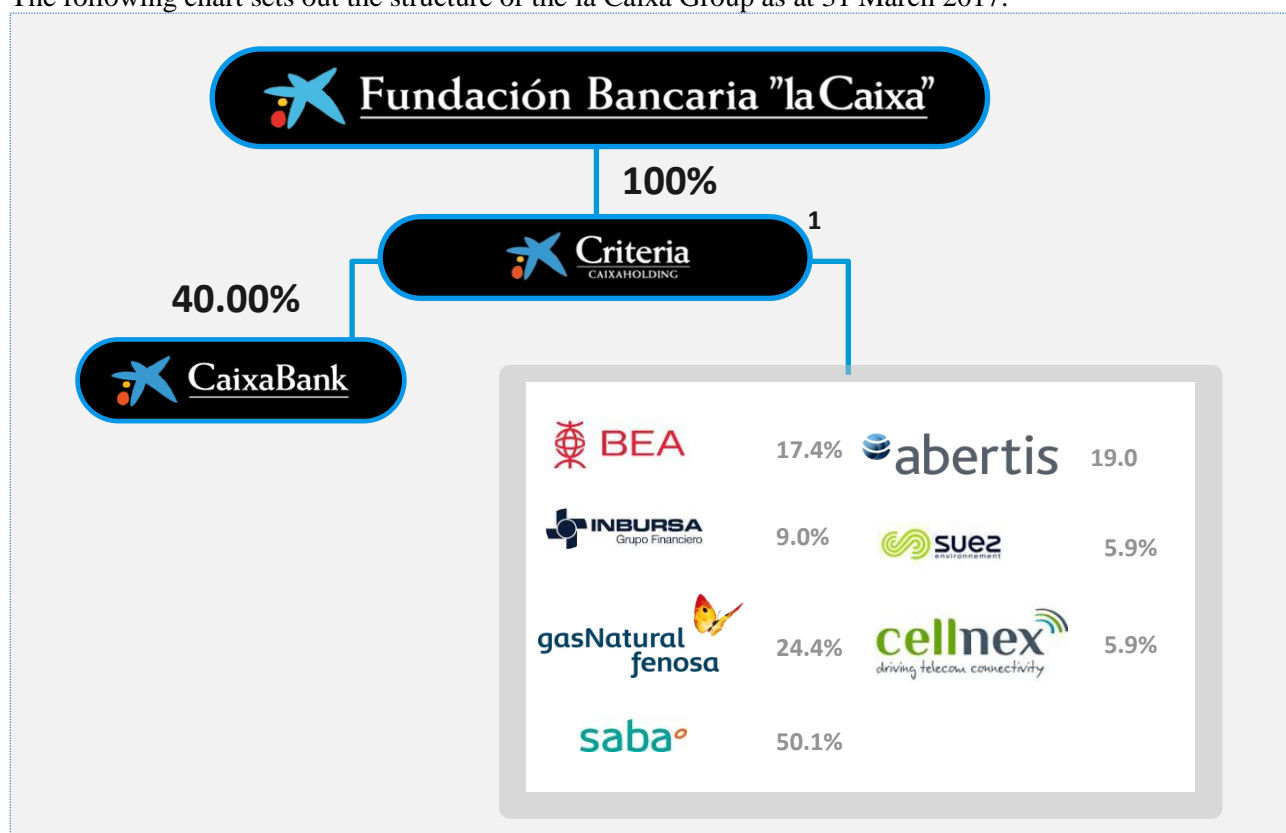 The following chart sets out the structure of the la Caixa Group as at 31 March 2017.
Fundación Bancaria "la Caixa"
100%
1
Criteria
CAIXAHOLDING
40.00%
CaixaBank
BEA 17.4%
abertis 19.0
INBURSA
Grupo Financiero
9.0%
suez
environnement
5.9%
gasNatural
fenosa
24.4%
cellnex
driving telecom connectivity
5.9%
saba 50.1%